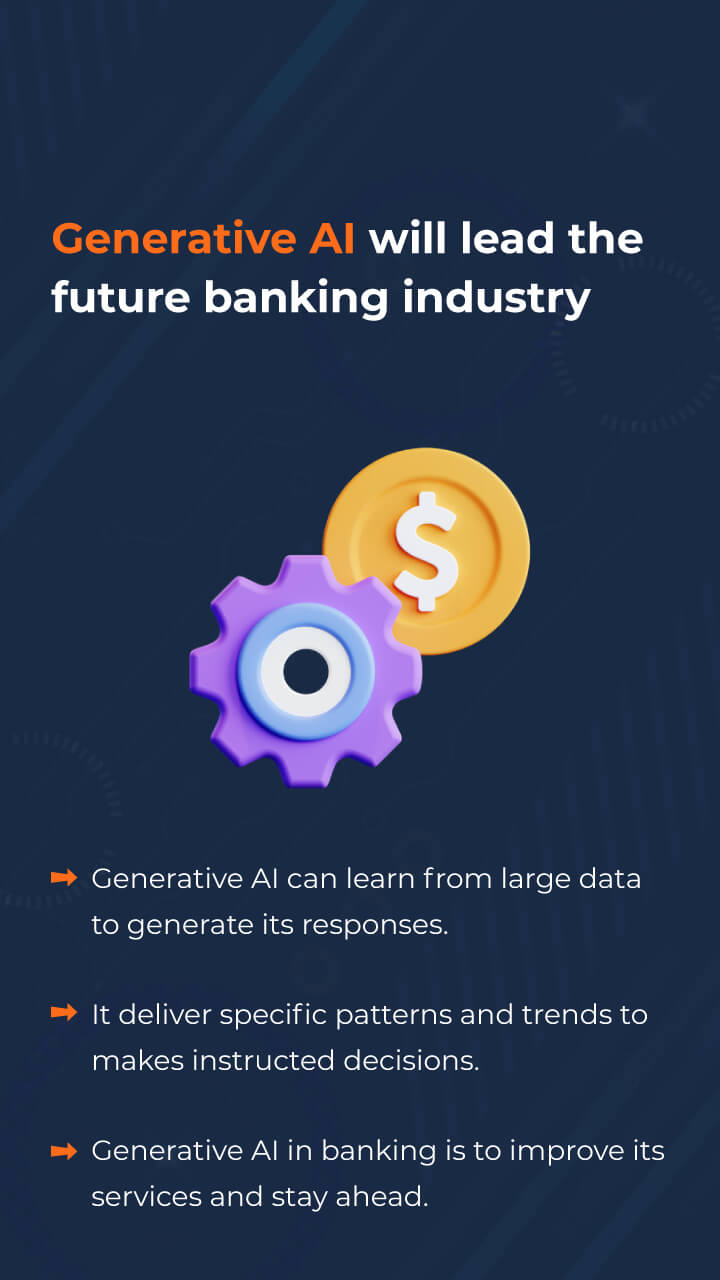 Generative AI will lead the
future banking industry
$
Generative AI can learn from large data
to generate its responses.
It deliver specific patterns and trends to
makes instructed decisions.
Generative AI in banking is to improve its
services and stay ahead.